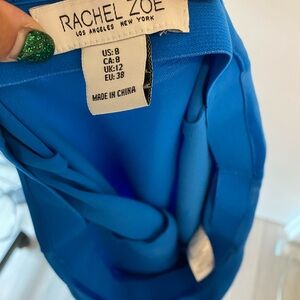 RACHEL ZOE
LOS ANGELES NEW YORK
US: 8
CA: 8
UK: 12
EU: 38
MADE IN CHINA